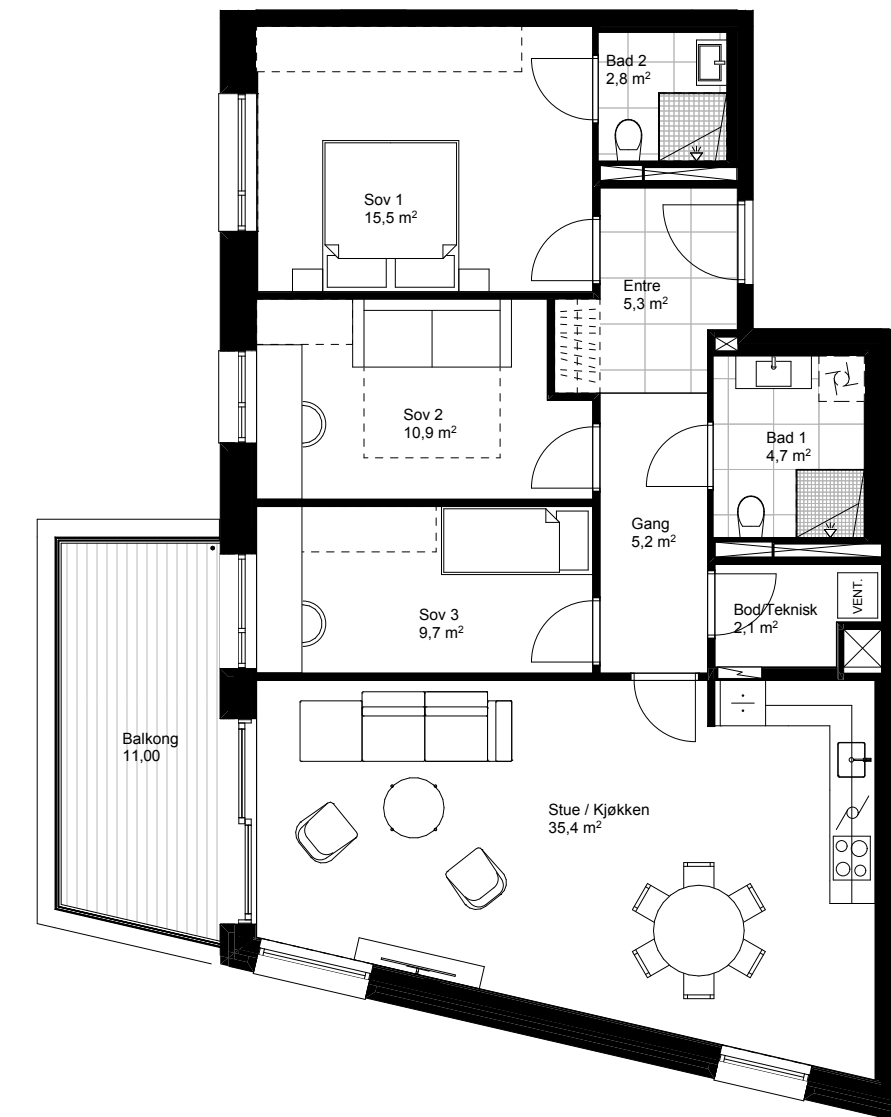 Bad 2
2,8 m²
Sov 1
15,5 m²
Entre
5,3 m²
Sov 2
10,9 m²
Bad 1
4,7 m²
Gang
5,2 m²
Sov 3
9,7 m²
Bod/Teknisk
2,1 m²
VENT.
Balkong
11,00
Stue / Kjøkken
35,4 m²